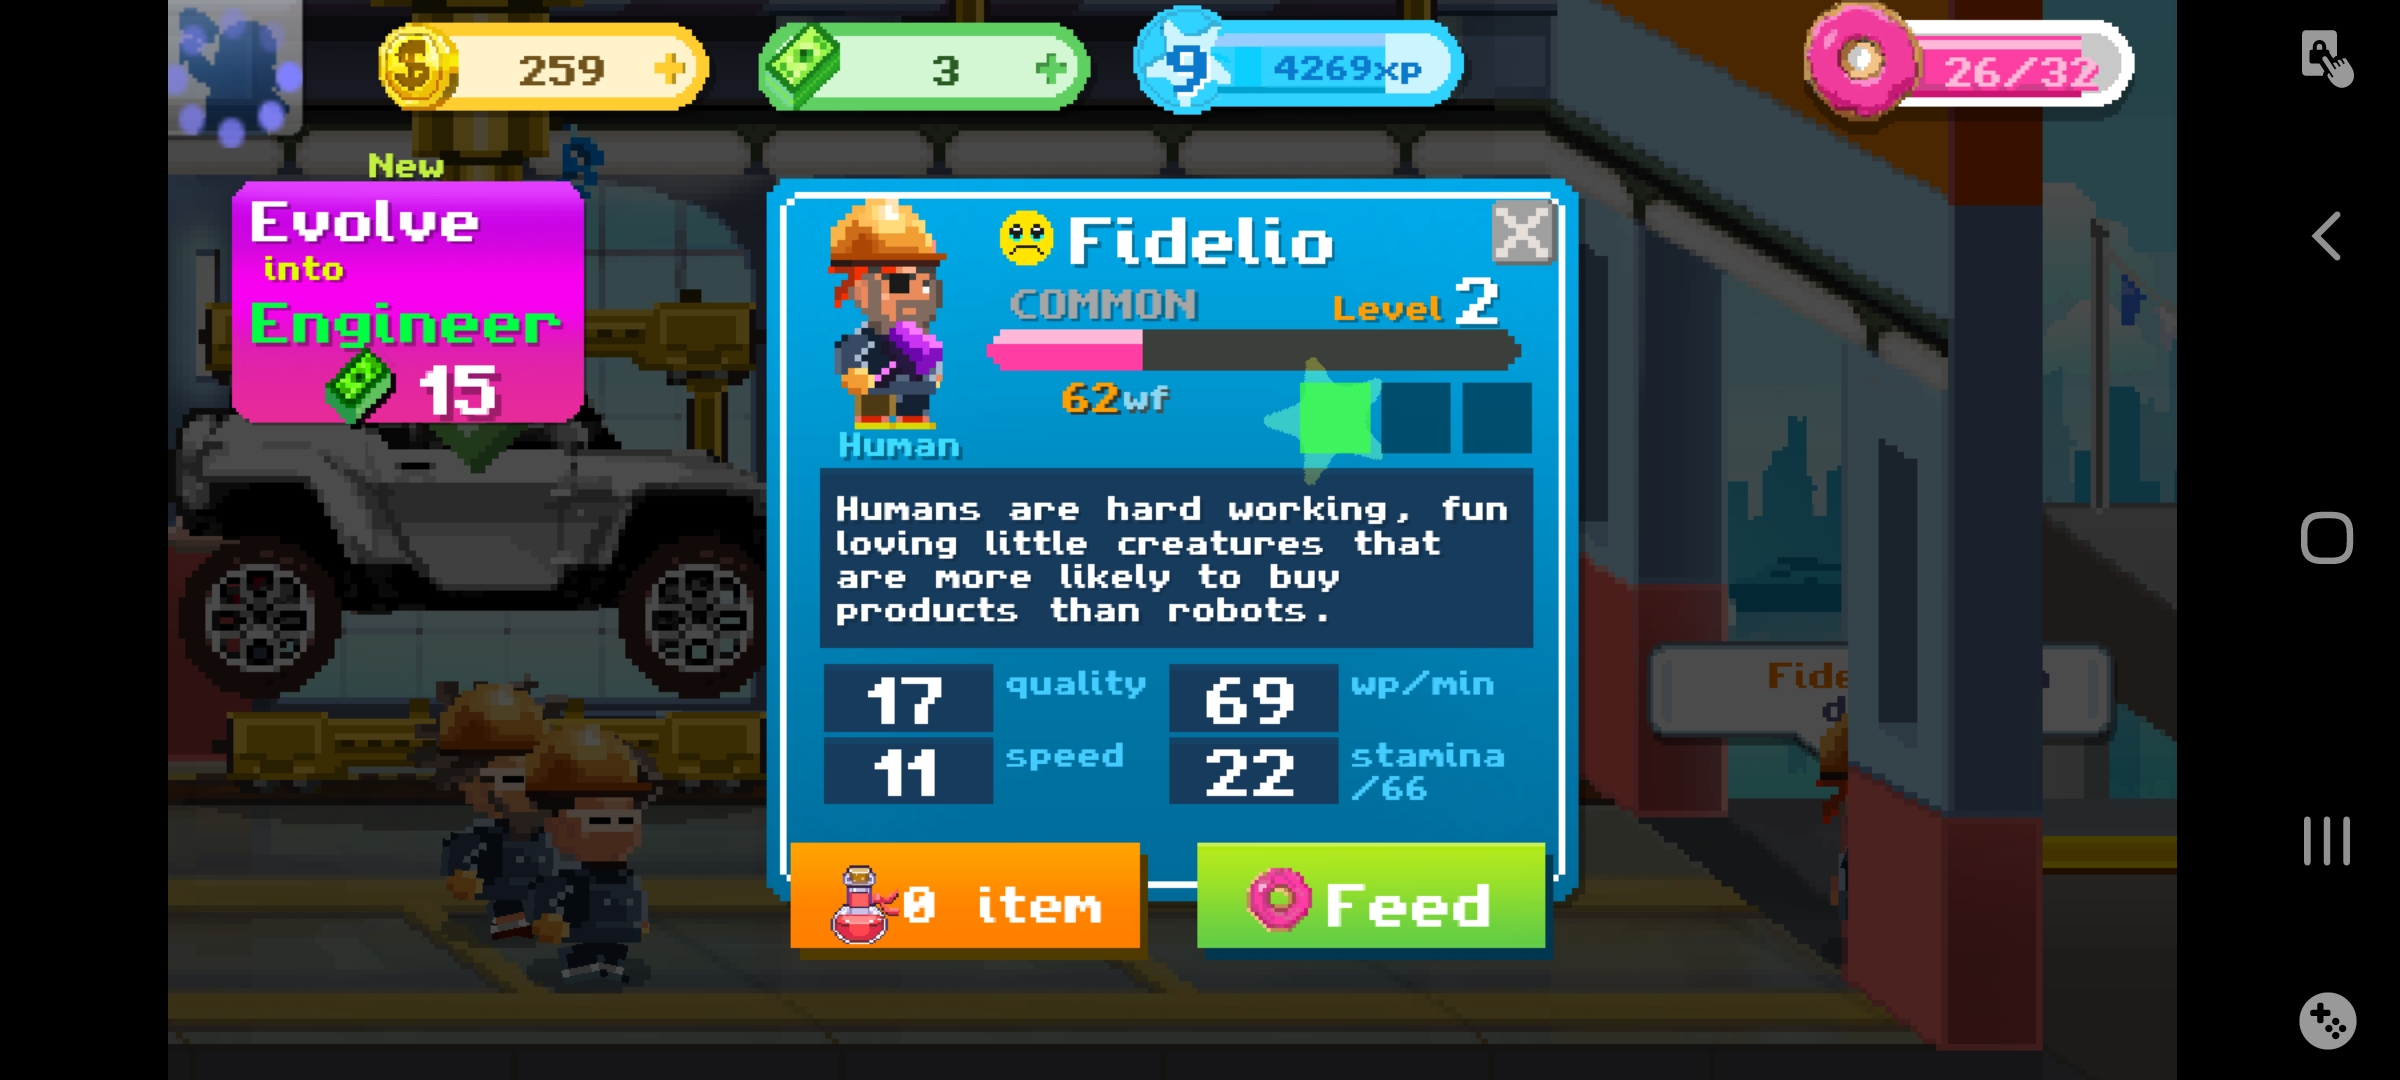 259
3
9
4269xp
26/32
New
Evolve
into
Engineer
15
Fidelio
COMMON
Level 2
62wf
Human
Humans are hard working, fun
loving little creatures that
are more likely to buy
products than robots.
17 quality
69 wp/min
11 speed
22 stamina
/66
0 item
Feed